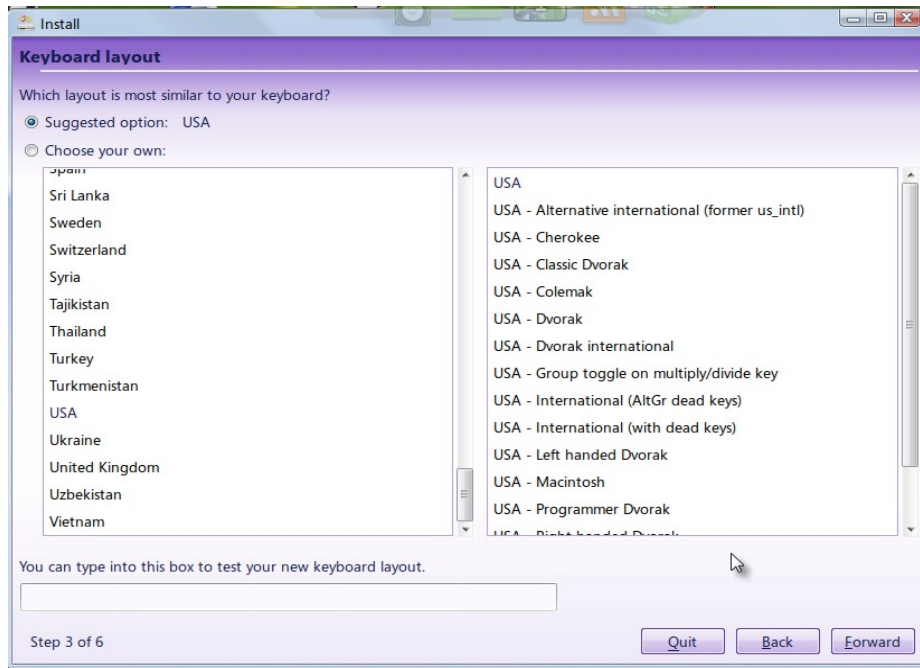 Install
Keyboard layout
Which layout is most similar to your keyboard?
Suggested option: USA
Choose your own:
Spain
Sri Lanka
Sweden
Switzerland
Syria
Tajikistan
Thailand
Turkey
Turkmenistan
USA
Ukraine
United Kingdom
Uzbekistan
Vietnam
USA
USA - Alternative international (former us_intl)
USA - Cherokee
USA - Classic Dvorak
USA - Colemak
USA - Dvorak
USA - Dvorak international
USA - Group toggle on multiply/divide key
USA - International (AltGr dead keys)
USA - International (with dead keys)
USA - Left handed Dvorak
USA - Macintosh
USA - Programmer Dvorak
USA - Right handed Dvorak
You can type into this box to test your new keyboard layout.
Step 3 of 6
Quit
Back
Forward